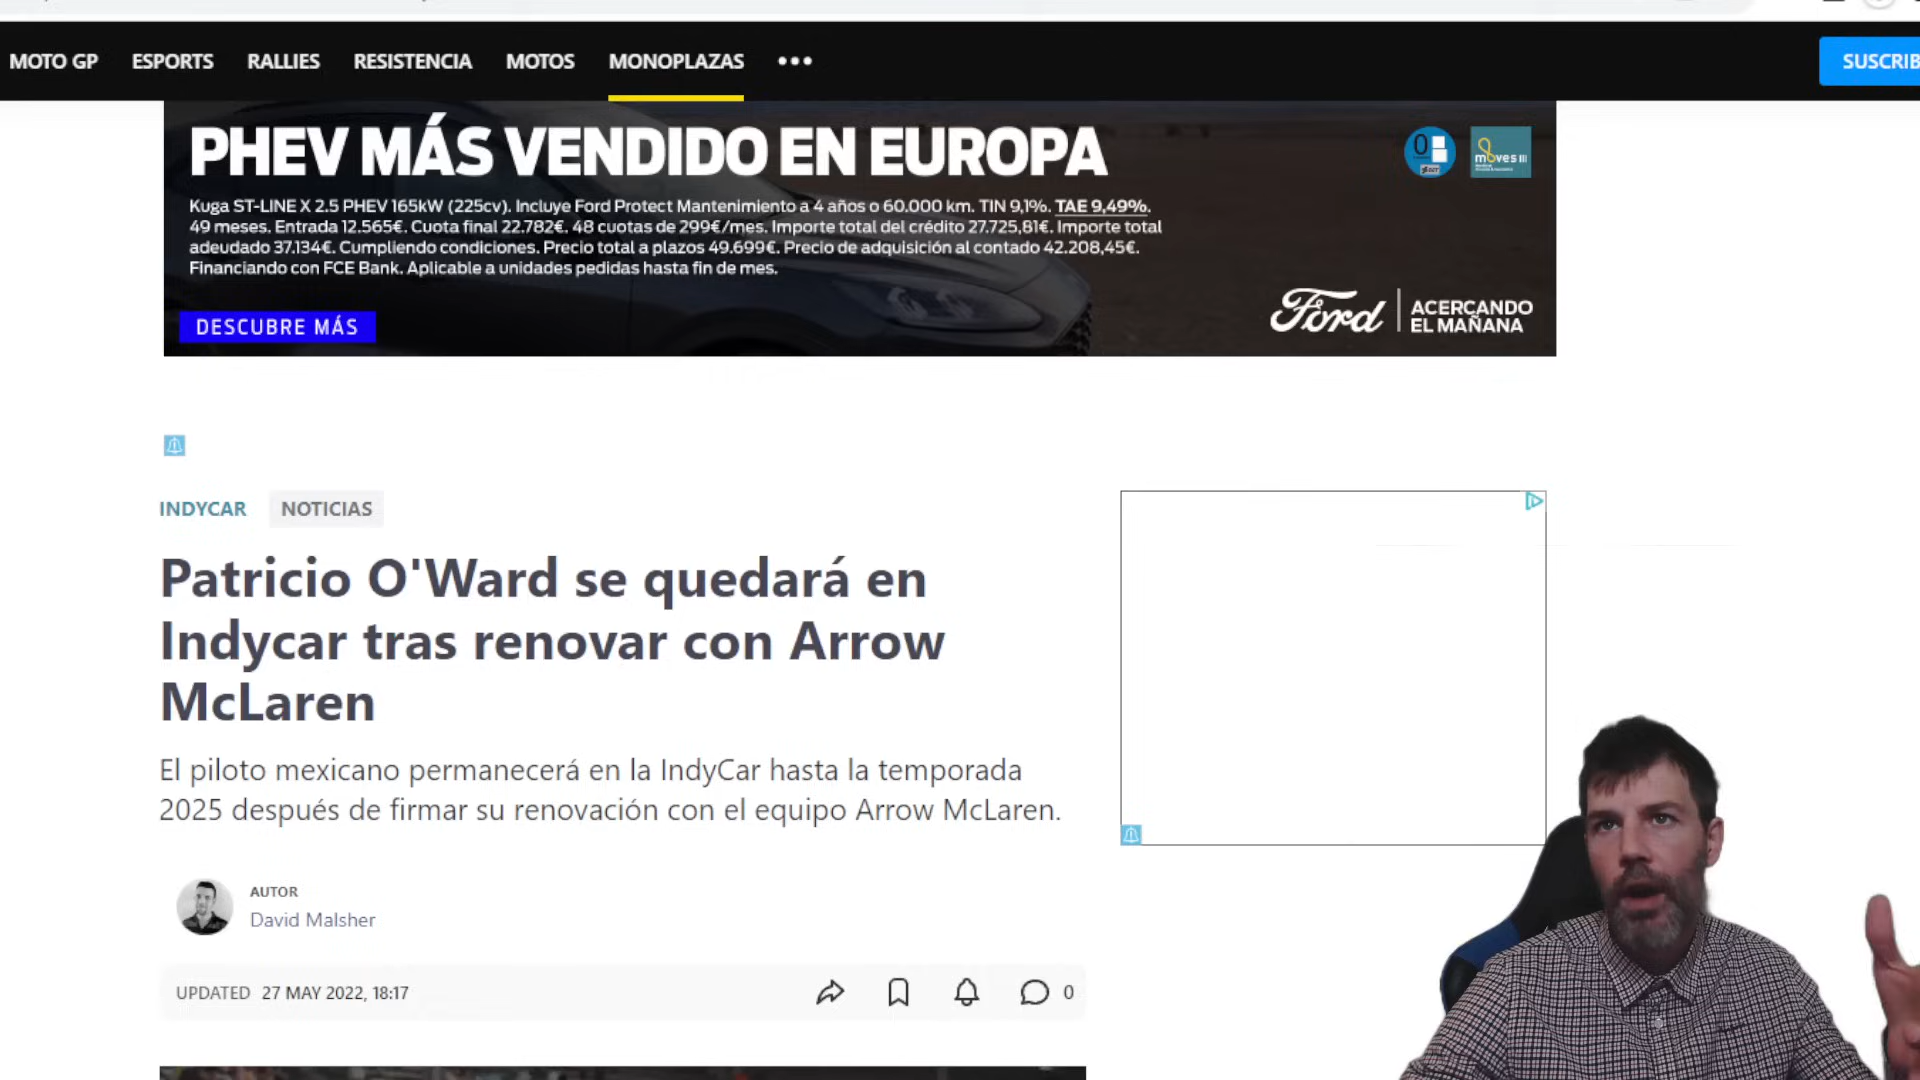 MOTO GP ESPORTS RALLIES RESISTENCIA MOTOS MONOPLAZAS •••
SUSCRIB
PHEV MÁS VENDIDO EN EUROPA
Kuga ST-LINE X 2.5 PHEV 165kW (225cv). Incluye Ford Protect Mantenimiento a 4 años o 60.000 km. TIN 9,1%. TAE 9,49%.
49 meses. Entrada 12.565€. Cuota final 22.782€. 48 cuotas de 299€/mes. Importe total del crédito 27.725,81€. Importe total
adeudado 37.134€. Cumpliendo condiciones. Precio total a plazos 49.699€. Precio de adquisición al contado 42.208,45€.
Financiando con FCE Bank. Aplicable a unidades pedidas hasta fin de mes.
0
moves III
DESCUBRE MÁS
Ford
ACERCANDO
EL MAÑANA
INDYCAR NOTICIAS
Patricio O'Ward se quedará en
Indycar tras renovar con Arrow
McLaren
El piloto mexicano permanecerá en la IndyCar hasta la temporada
2025 después de firmar su renovación con el equipo Arrow McLaren.
AUTOR
David Malsher
UPDATED 27 MAY 2022, 18:17
0